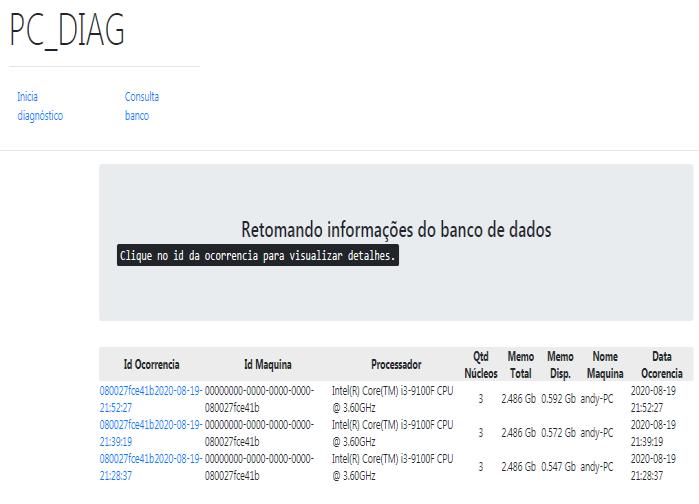 PC_DIAG
Inicia
diagnóstico
Consulta
banco
Retomando informações do banco de dados
Clique no id da ocorrencia para visualizar detalhes.
Id Ocorrencia Id Maquina Processador Qtd Núcleos Memo Total Memo Disp. Nome Maquina Data Ocorencia
080027fce41b2020-08-19- 00000000-0000-0000-0000- Intel(R) Core(TM) i3-9100F CPU 3 2.486 Gb 0.592 Gb andy-PC 2020-08-19
21:52:27 080027fce41b @ 3.60GHz 21:52:27
080027fce41b2020-08-19- 00000000-0000-0000-0000- Intel(R) Core(TM) i3-9100F CPU 3 2.486 Gb 0.572 Gb andy-PC 2020-08-19
21:39:19 080027fce41b @ 3.60GHz 21:39:19
080027fce41b2020-08-19- 00000000-0000-0000-0000- Intel(R) Core(TM) i3-9100F CPU 3 2.486 Gb 0.547 Gb andy-PC 2020-08-19
21:28:37 080027fce41b @ 3.60GHz 21:28:37